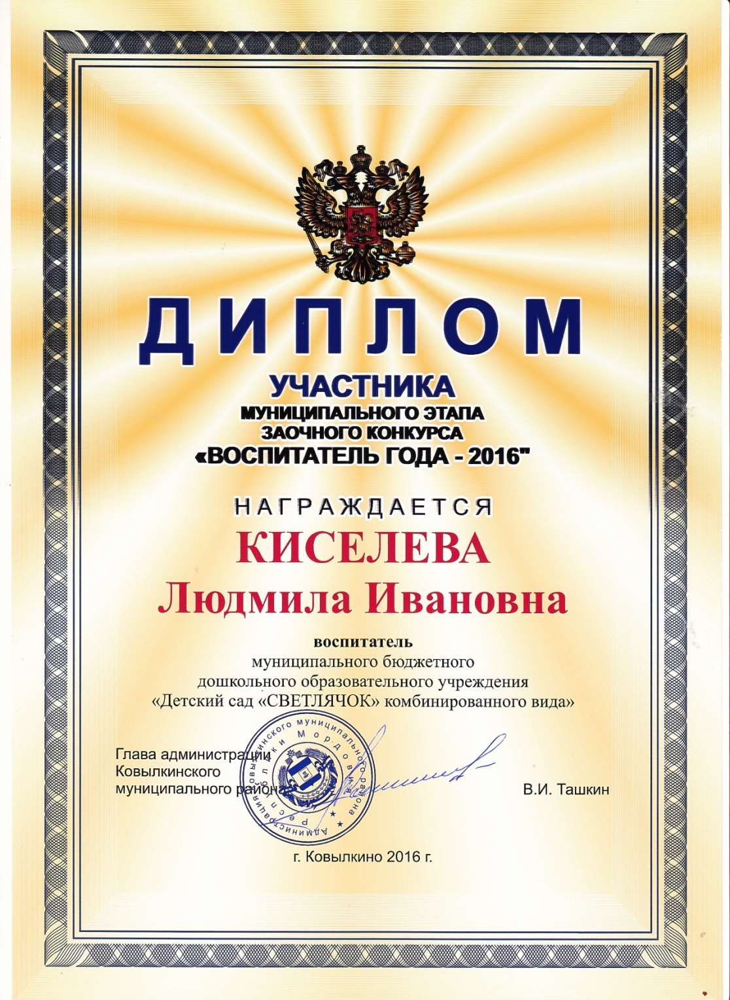 ДИПЛОМ
УЧАСТНИКА
МУНИЦИПАЛЬНОГО ЭТАПА
ЗАОЧНОГО КОНКУРСА
«ВОСПИТАТЕЛЬ ГОДА - 2016"
НАГРАЖДАЕТСЯ
КИСЕЛЕВА
Людмила Ивановна
воспитатель
муниципального бюджетного
дошкольного образовательного учреждения
«Детский сад «СВЕТЛЯЧОК» комбинированного вида»
Глава администрации
Ковылкинского
муниципального района
В.И. Ташкин
Администрация Ковылкинского муниципального района
Республики Мордовия
г. Ковылкино 2016 г.